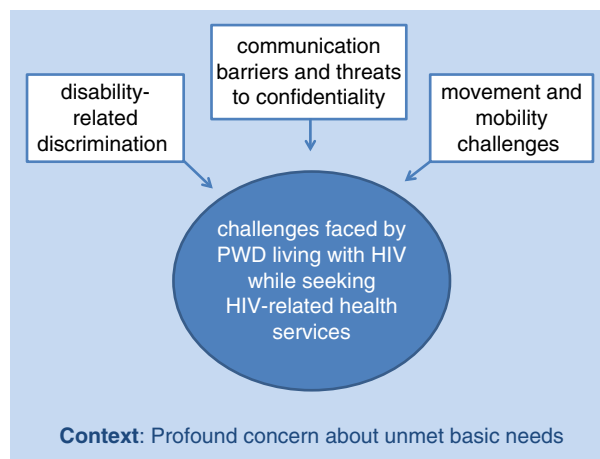 disability-
related
discrimination
communication
barriers and threats
to confidentiality
movement and
mobility
challenges
challenges faced by
PWD living with HIV
while seeking
HIV-related health
services
Context: Profound concern about unmet basic needs